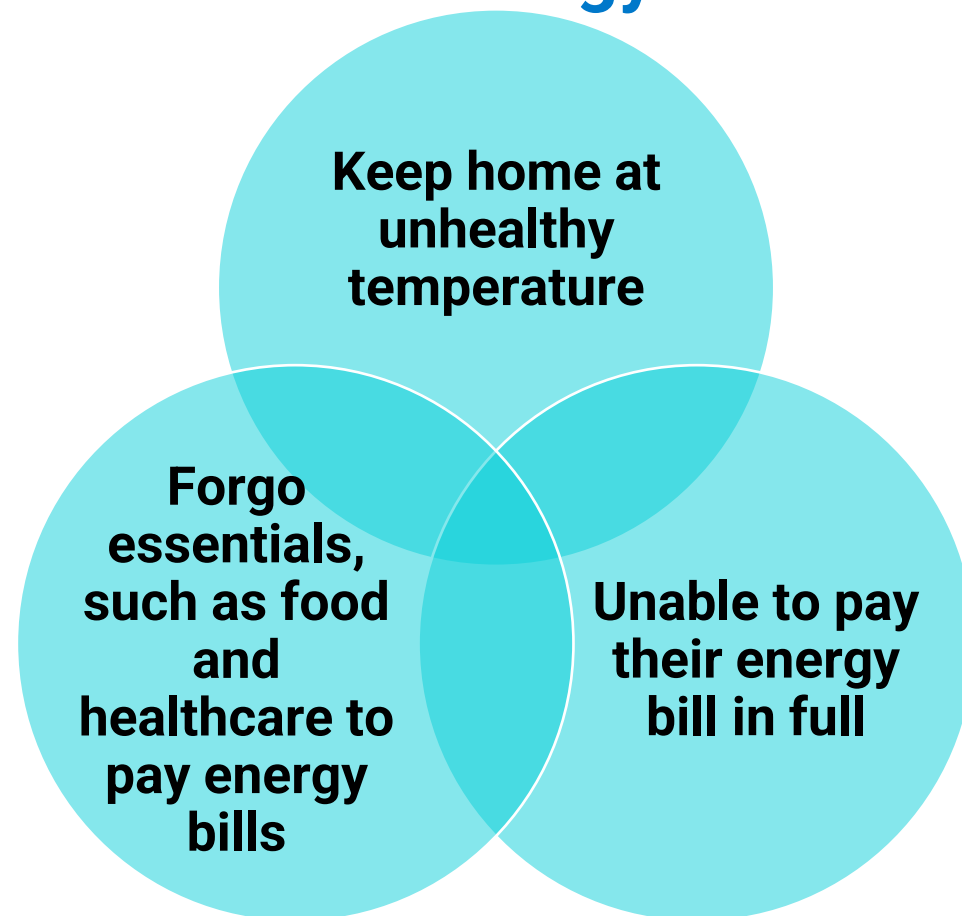 Keep home at
unhealthy
temperature
Forgo
essentials,
such as food
and
healthcare to
pay energy
bills
Unable to pay
their energy
bill in full